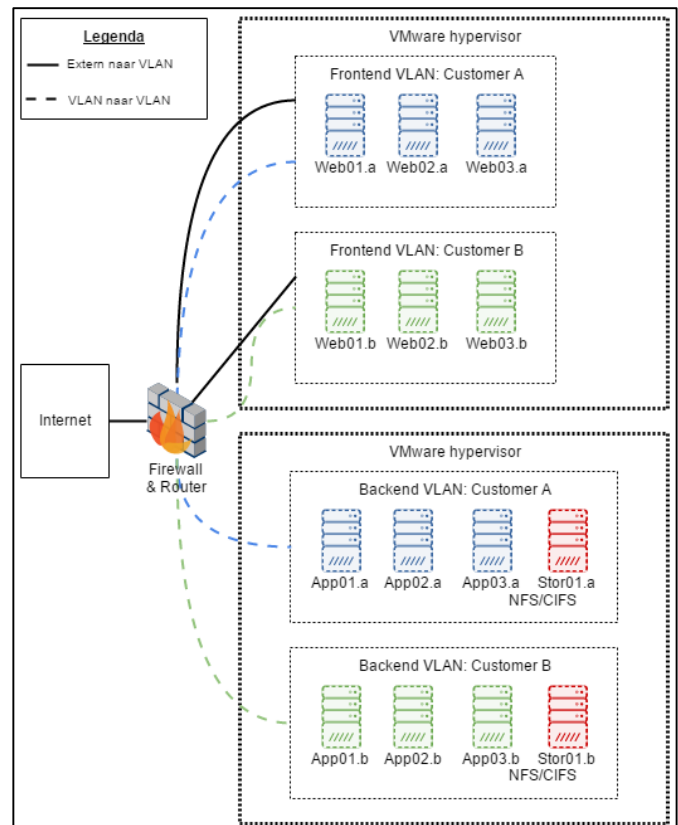 Legenda
Extern naar VLAN
VLAN naar VLAN
VMware hypervisor
Frontend VLAN: Customer A
Web01.a Web02.a Web03.a
Frontend VLAN: Customer B
Web01.b Web02.b Web03.b
Internet
Firewall
& Router
VMware hypervisor
Backend VLAN: Customer A
App01.a App02.a App03.a Stor01.a
NFS/CIFS
Backend VLAN: Customer B
App01.b App02.b App03.b Stor01.b
NFS/CIFS